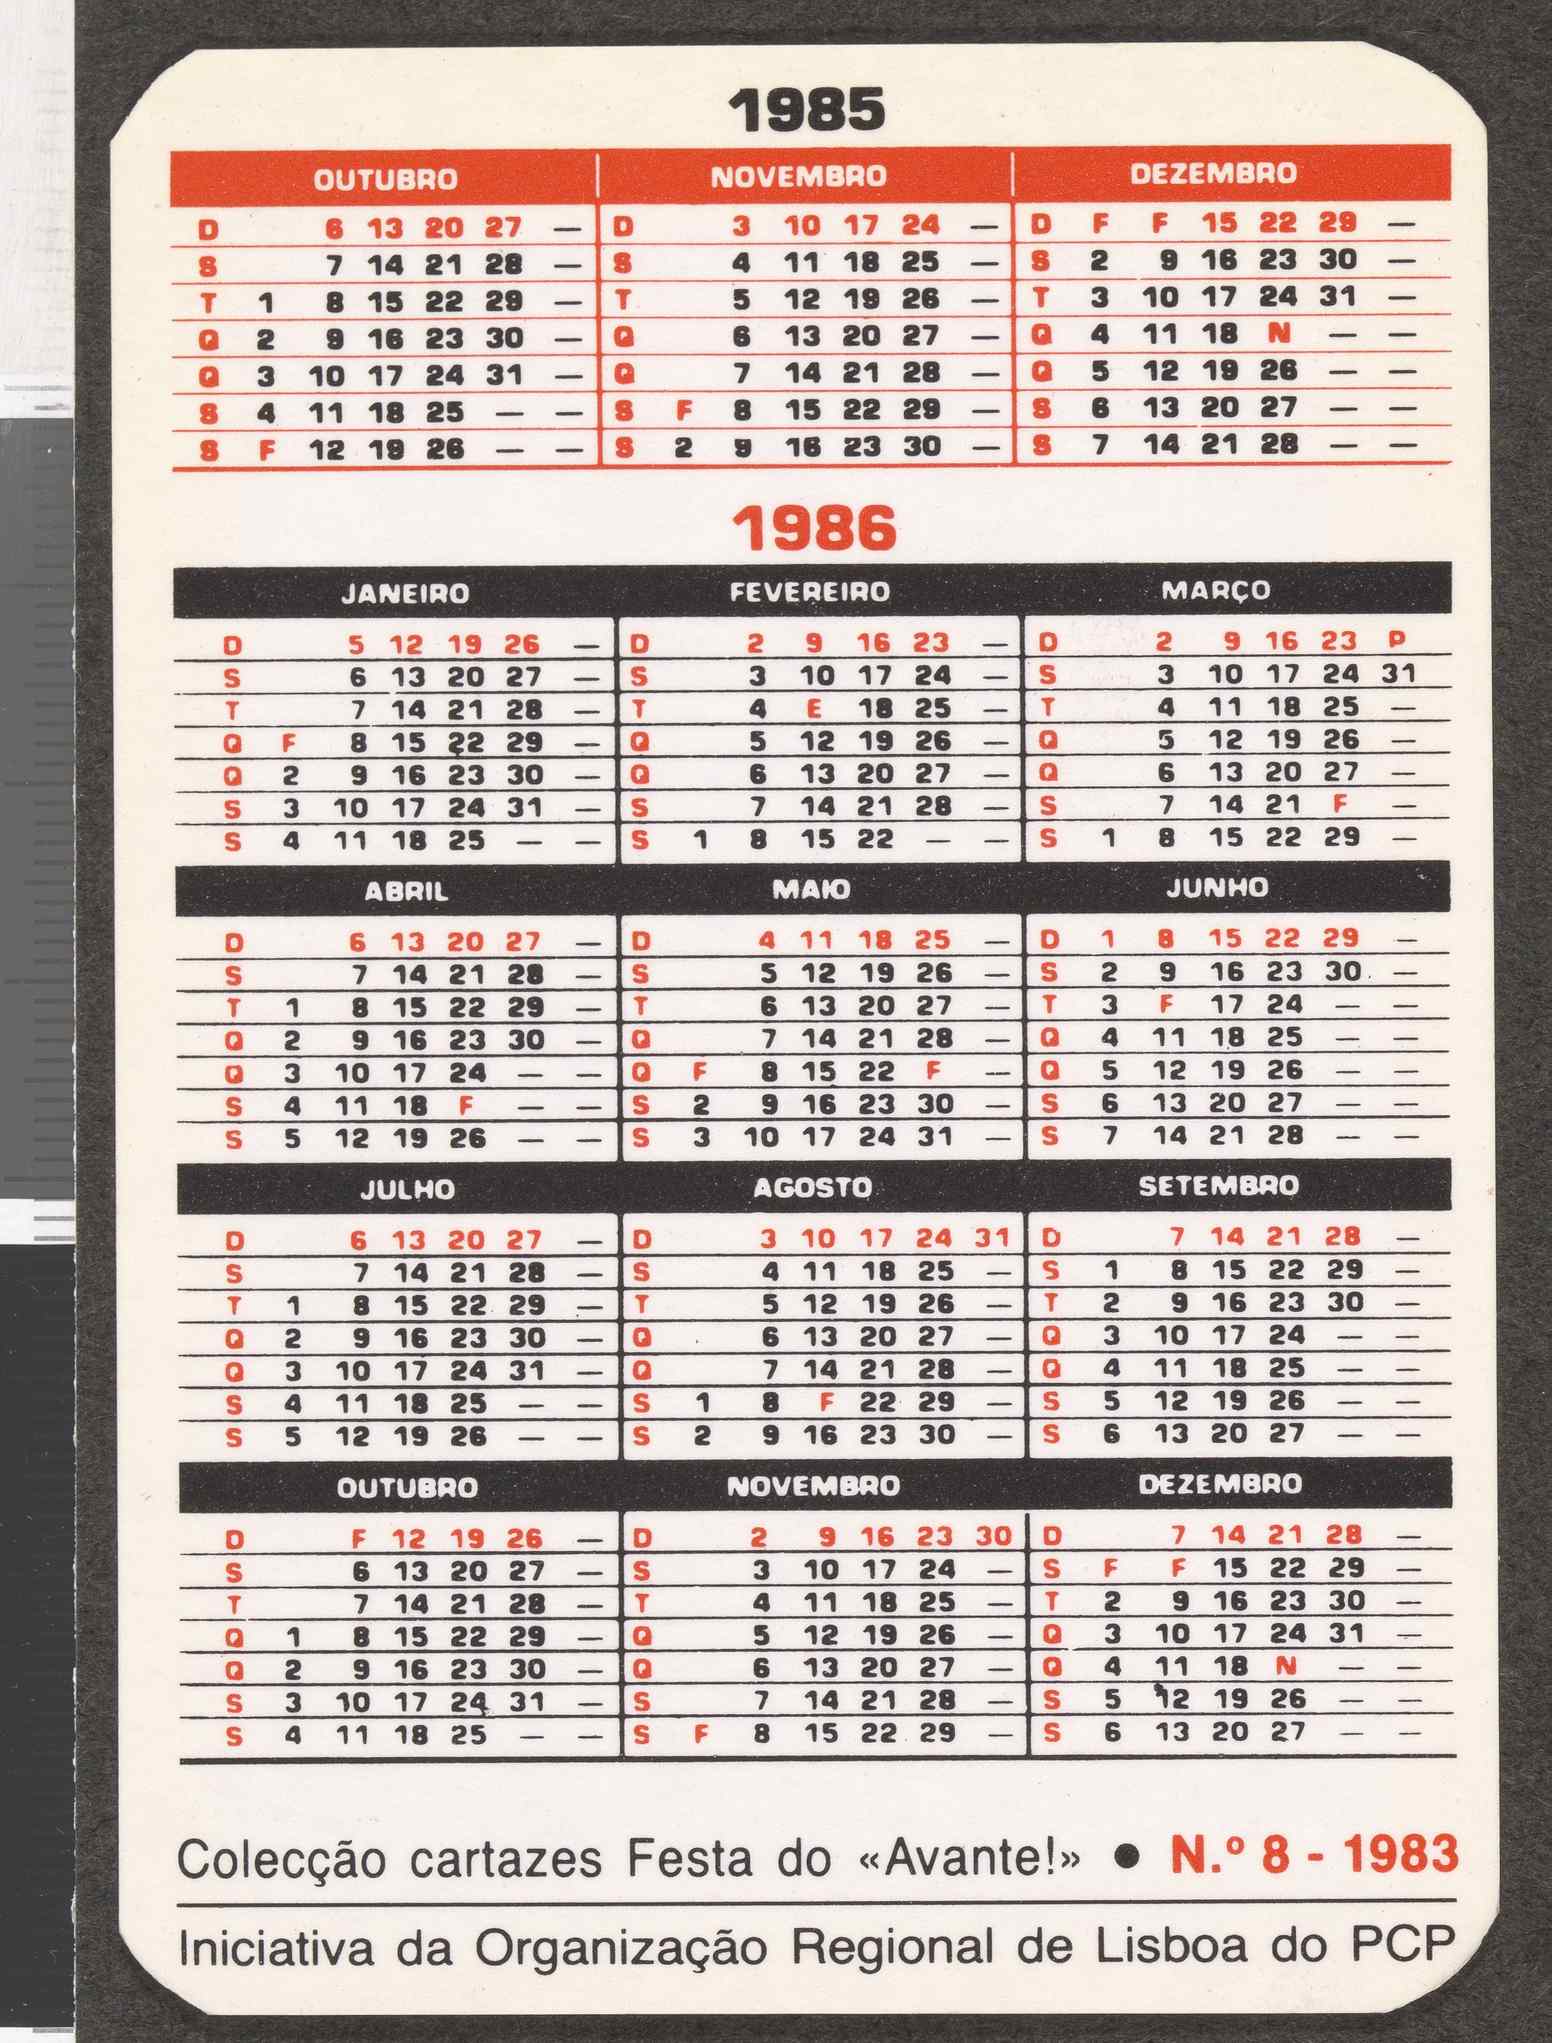 1985
OUTUBRO NOVEMBRO DEZEMBRO
D 6 13 20 27 — D 3 10 17 24 — D F F 15 22 29 —
S 7 14 21 28 — S 4 11 18 25 — S 2 9 16 23 30 —
T 1 8 15 22 29 — T 5 12 19 26 — T 3 10 17 24 31 —
Q 2 9 16 23 30 — Q 6 13 20 27 — Q 4 11 18 N — —
Q 3 10 17 24 31 — Q 7 14 21 28 — Q 5 12 19 26 — —
S 4 11 18 25 — — S F 8 15 22 29 — S 6 13 20 27 — —
S F 12 19 26 — — S 2 9 16 23 30 — S 7 14 21 28 — —
1986
JANEIRO FEVEREIRO MARÇO
D 5 12 19 26 — D 2 9 16 23 — D 2 9 16 23 P
S 6 13 20 27 — S 3 10 17 24 — S 3 10 17 24 31
T 7 14 21 28 — T 4 E 18 25 — T 4 11 18 25 —
Q F 8 15 22 29 — Q 5 12 19 26 — Q 5 12 19 26 —
Q 2 9 16 23 30 — Q 6 13 20 27 — Q 6 13 20 27 —
S 3 10 17 24 31 — S 7 14 21 28 — S 7 14 21 F —
S 4 11 18 25 — — S 1 8 15 22 — — S 1 8 15 22 29 —
ABRIL MAIO JUNHO
D 6 13 20 27 — D 4 11 18 25 — D 1 8 15 22 29 —
S 7 14 21 28 — S 5 12 19 26 — S 2 9 16 23 30 —
T 1 8 15 22 29 — T 6 13 20 27 — T 3 F 17 24 — —
Q 2 9 16 23 30 — Q 7 14 21 28 — Q 4 11 18 25 — —
Q 3 10 17 24 — — Q F 8 15 22 F — Q 5 12 19 26 — —
S 4 11 18 F — — S 2 9 16 23 30 — S 6 13 20 27 — —
S 5 12 19 26 — — S 3 10 17 24 31 — S 7 14 21 28 — —
JULHO AGOSTO SETEMBRO
D 6 13 20 27 — D 3 10 17 24 31 D 7 14 21 28 —
S 7 14 21 28 — S 4 11 18 25 — S 1 8 15 22 29 —
T 1 8 15 22 29 — T 5 12 19 26 — T 2 9 16 23 30 —
Q 2 9 16 23 30 — Q 6 13 20 27 — Q 3 10 17 24 — —
Q 3 10 17 24 31 — Q 7 14 21 28 — Q 4 11 18 25 — —
S 4 11 18 25 — — S 1 8 F 22 29 — S 5 12 19 26 — —
S 5 12 19 26 — — S 2 9 16 23 30 — S 6 13 20 27 — —
OUTUBRO NOVEMBRO DEZEMBRO
D F 12 19 26 — D 2 9 16 23 30 D 7 14 21 28 —
S 6 13 20 27 — S 3 10 17 24 — S F F 15 22 29 —
T 7 14 21 28 — T 4 11 18 25 — T 2 9 16 23 30 —
Q 1 8 15 22 29 — Q 5 12 19 26 — Q 3 10 17 24 31 —
Q 2 9 16 23 30 — Q 6 13 20 27 — Q 4 11 18 N — —
S 3 10 17 24 31 — S 7 14 21 28 — S 5 12 19 26 — —
S 4 11 18 25 — — S F 8 15 22 29 — S 6 13 20 27 — —
Colecção cartazes Festa do «Avante!» ● N.º 8 - 1983
Iniciativa da Organização Regional de Lisboa do PCP